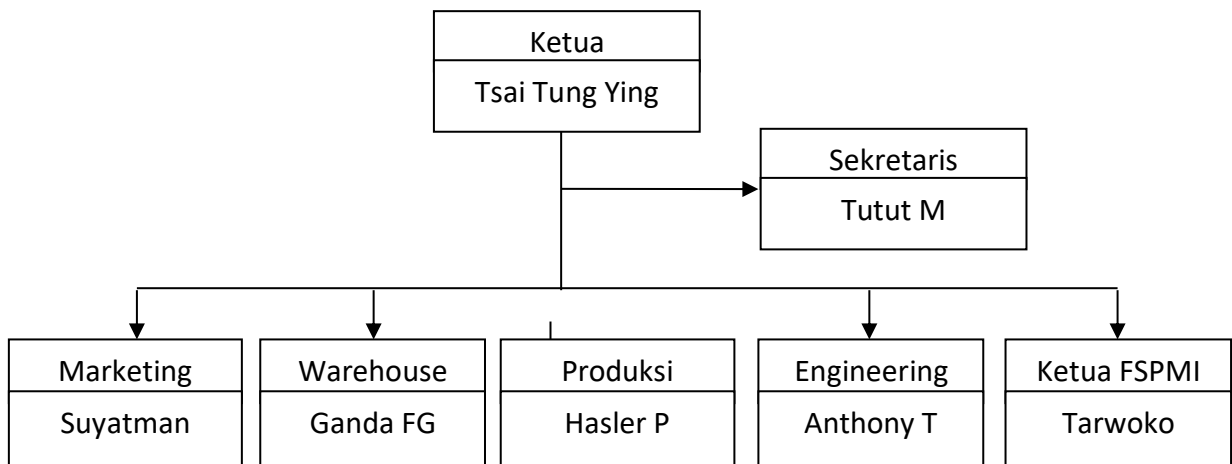 Ketua
Tsai Tung Ying
Sekretaris
Tutut M
Marketing
Suyatman
Warehouse
Ganda FG
Produksi
Hasler P
Engineering
Anthony T
Ketua FSPMI
Tarwoko